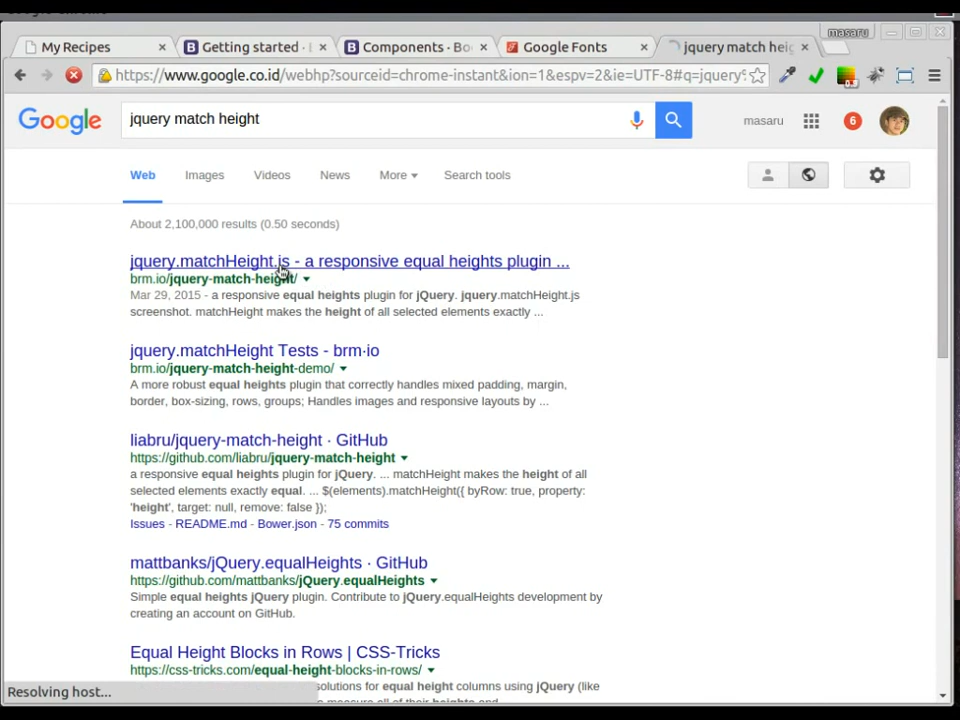 masaru
My Recipes
Getting started ·
Components · Bo
Google Fonts
jquery match heig
https://www.google.co.id/webhp?sourceid=chrome-instant&ion=1&espv=2&ie=UTF-8#q=jquery%
Google
jquery match height
masaru
6
Web
Images
Videos
News
More
Search tools
About 2,100,000 results (0.50 seconds)
jquery.matchHeight.js - a responsive equal heights plugin ...
brm.io/jquery-match-height/
Mar 29, 2015 - a responsive equal heights plugin for jQuery. jquery.matchHeight.js
screenshot. matchHeight makes the height of all selected elements exactly ...
jquery.matchHeight Tests - brm·io
brm.io/jquery-match-height-demo/
A more robust equal heights plugin that correctly handles mixed padding, margin,
border, box-sizing, rows, groups; Handles images and responsive layouts by ...
liabru/jquery-match-height · GitHub
https://github.com/liabru/jquery-match-height
a responsive equal heights plugin for jQuery. ... matchHeight makes the height of all
selected elements exactly equal. ... $(elements).matchHeight({ byRow: true, property:
'height', target: null, remove: false });
Issues - README.md - Bower.json - 75 commits
mattbanks/jQuery.equalHeights · GitHub
https://github.com/mattbanks/jQuery.equalHeights
Simple equal heights jQuery plugin. Contribute to jQuery.equalHeights development by
creating an account on GitHub.
Equal Height Blocks in Rows | CSS-Tricks
https://css-tricks.com/equal-height-blocks-in-rows/
solutions for equal height columns using jQuery (like
Resolving host...